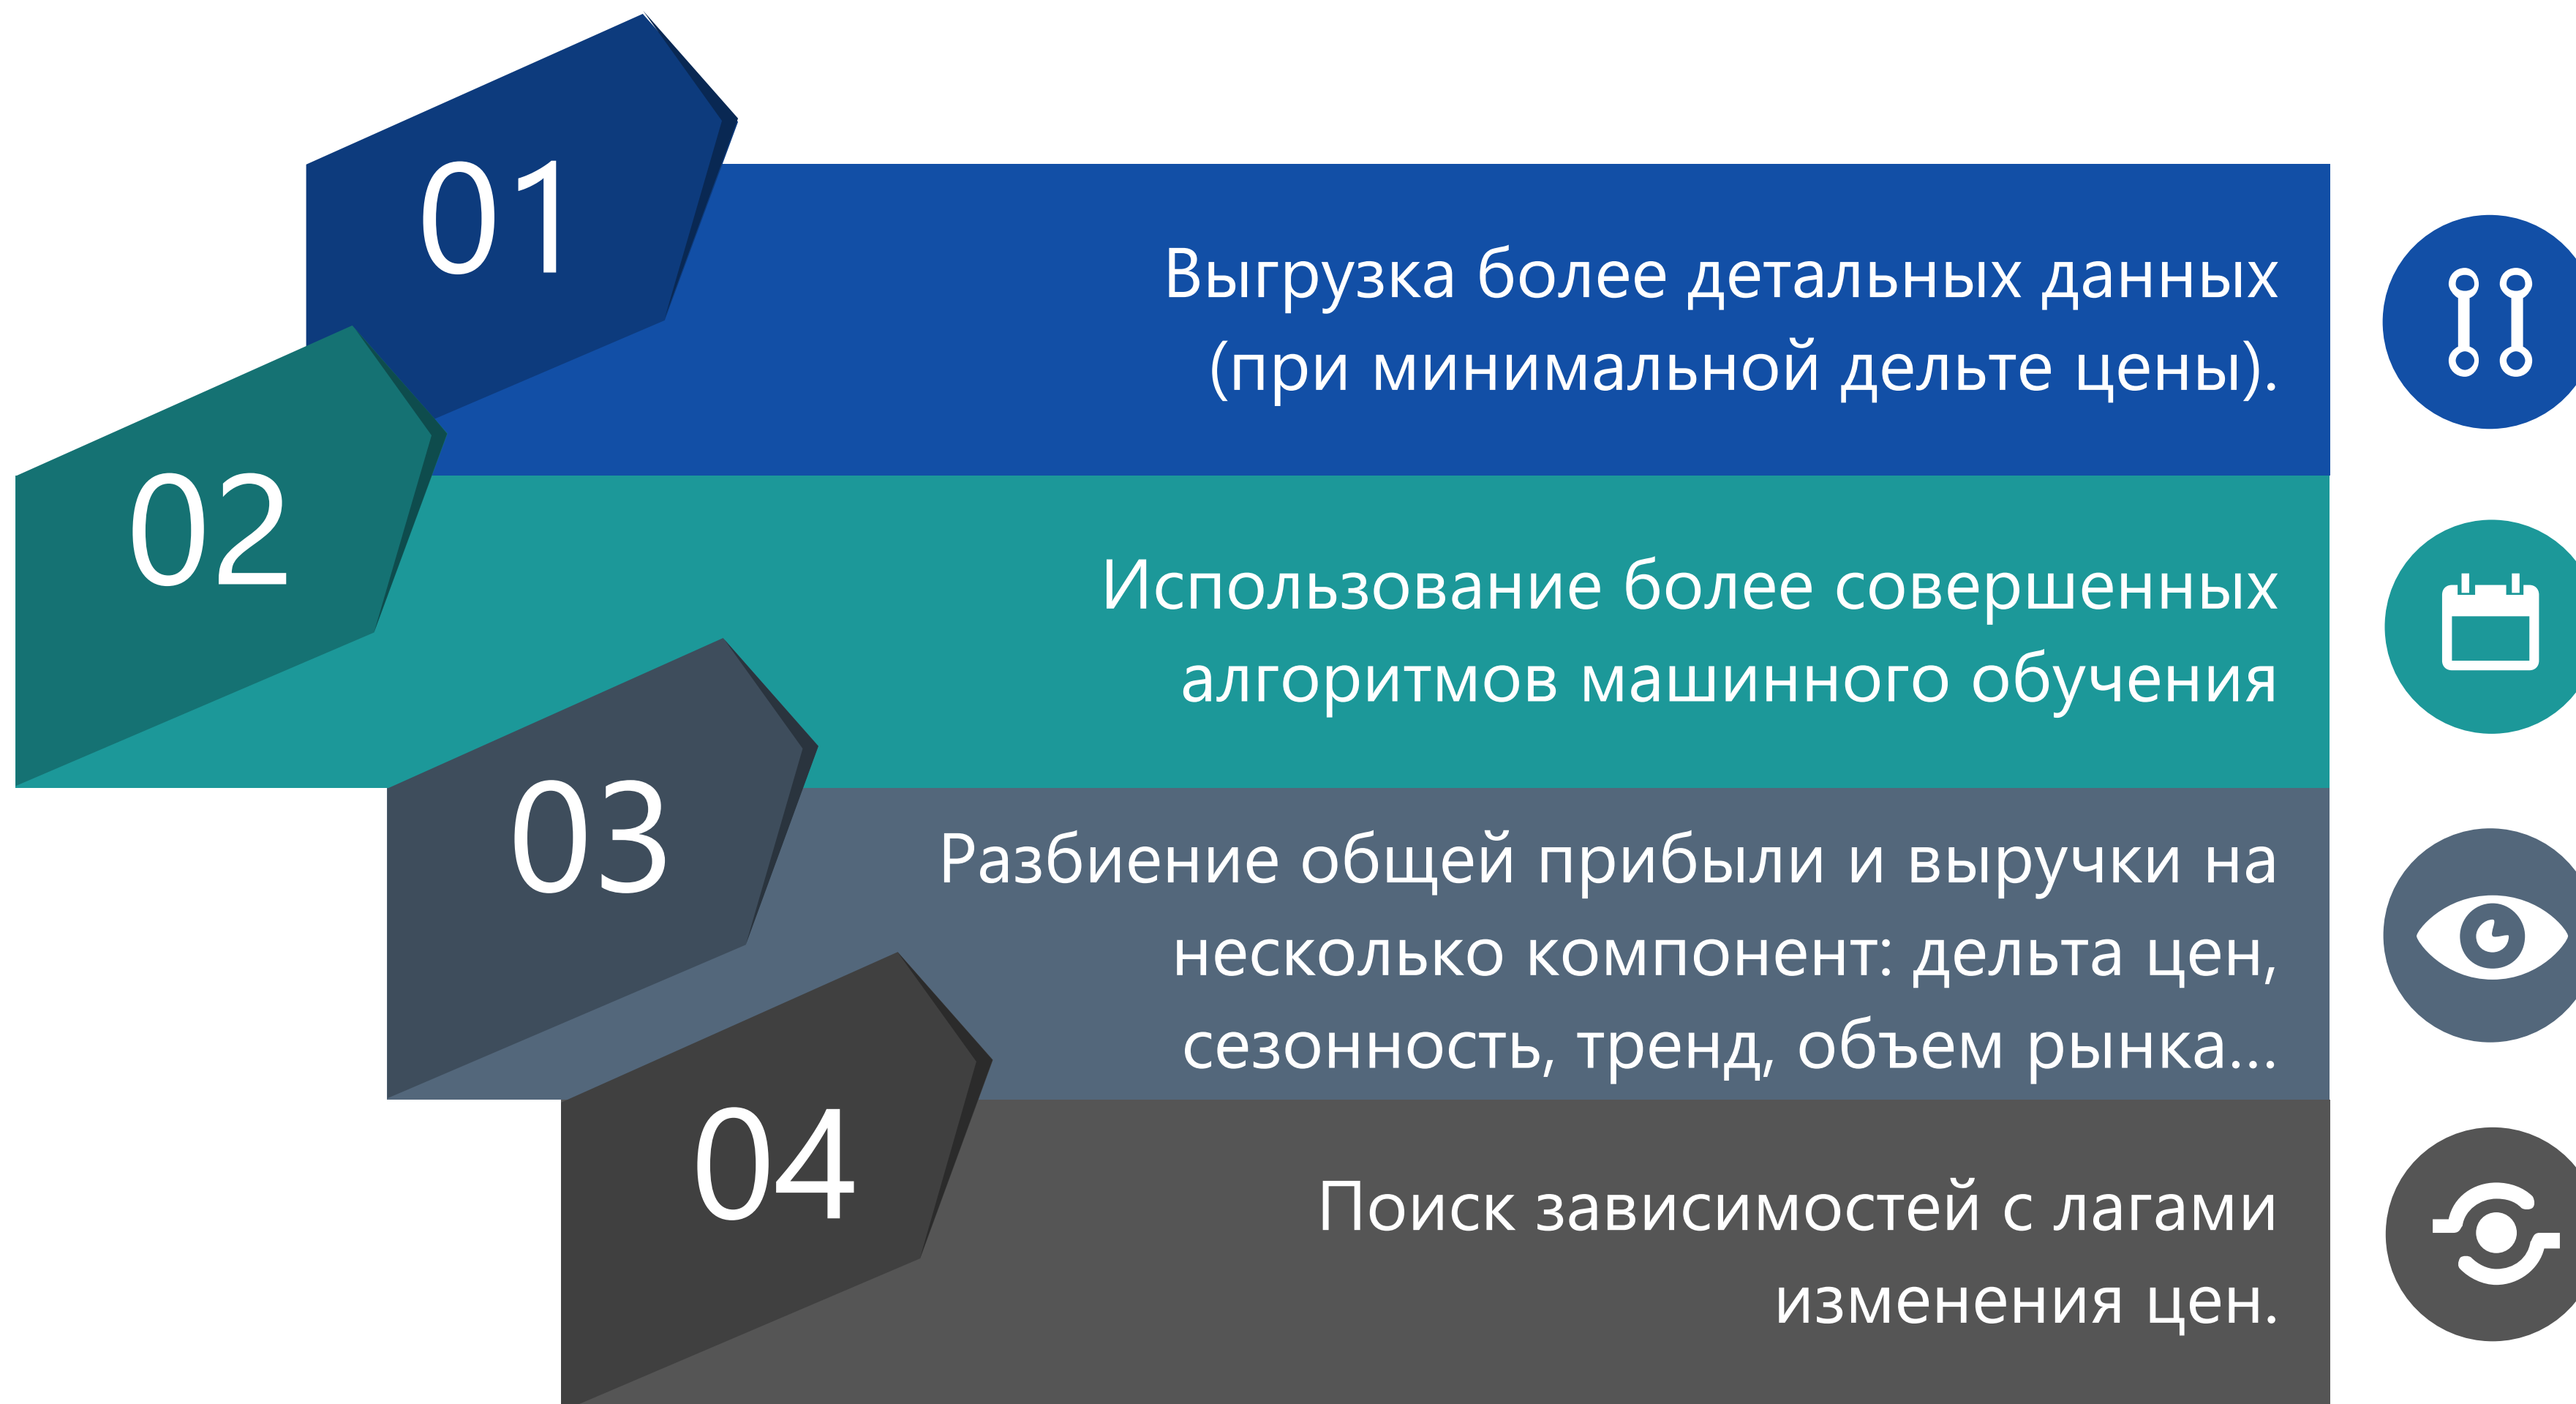 01
Выгрузка более детальных данных
(при минимальной дельте цены).
02
Использование более совершенных
алгоритмов машинного обучения
03
Разбиение общей прибыли и выручки на
несколько компонент: дельта цен,
сезонность, тренд, объем рынка...
04
Поиск зависимостей с лагами
изменения цен.